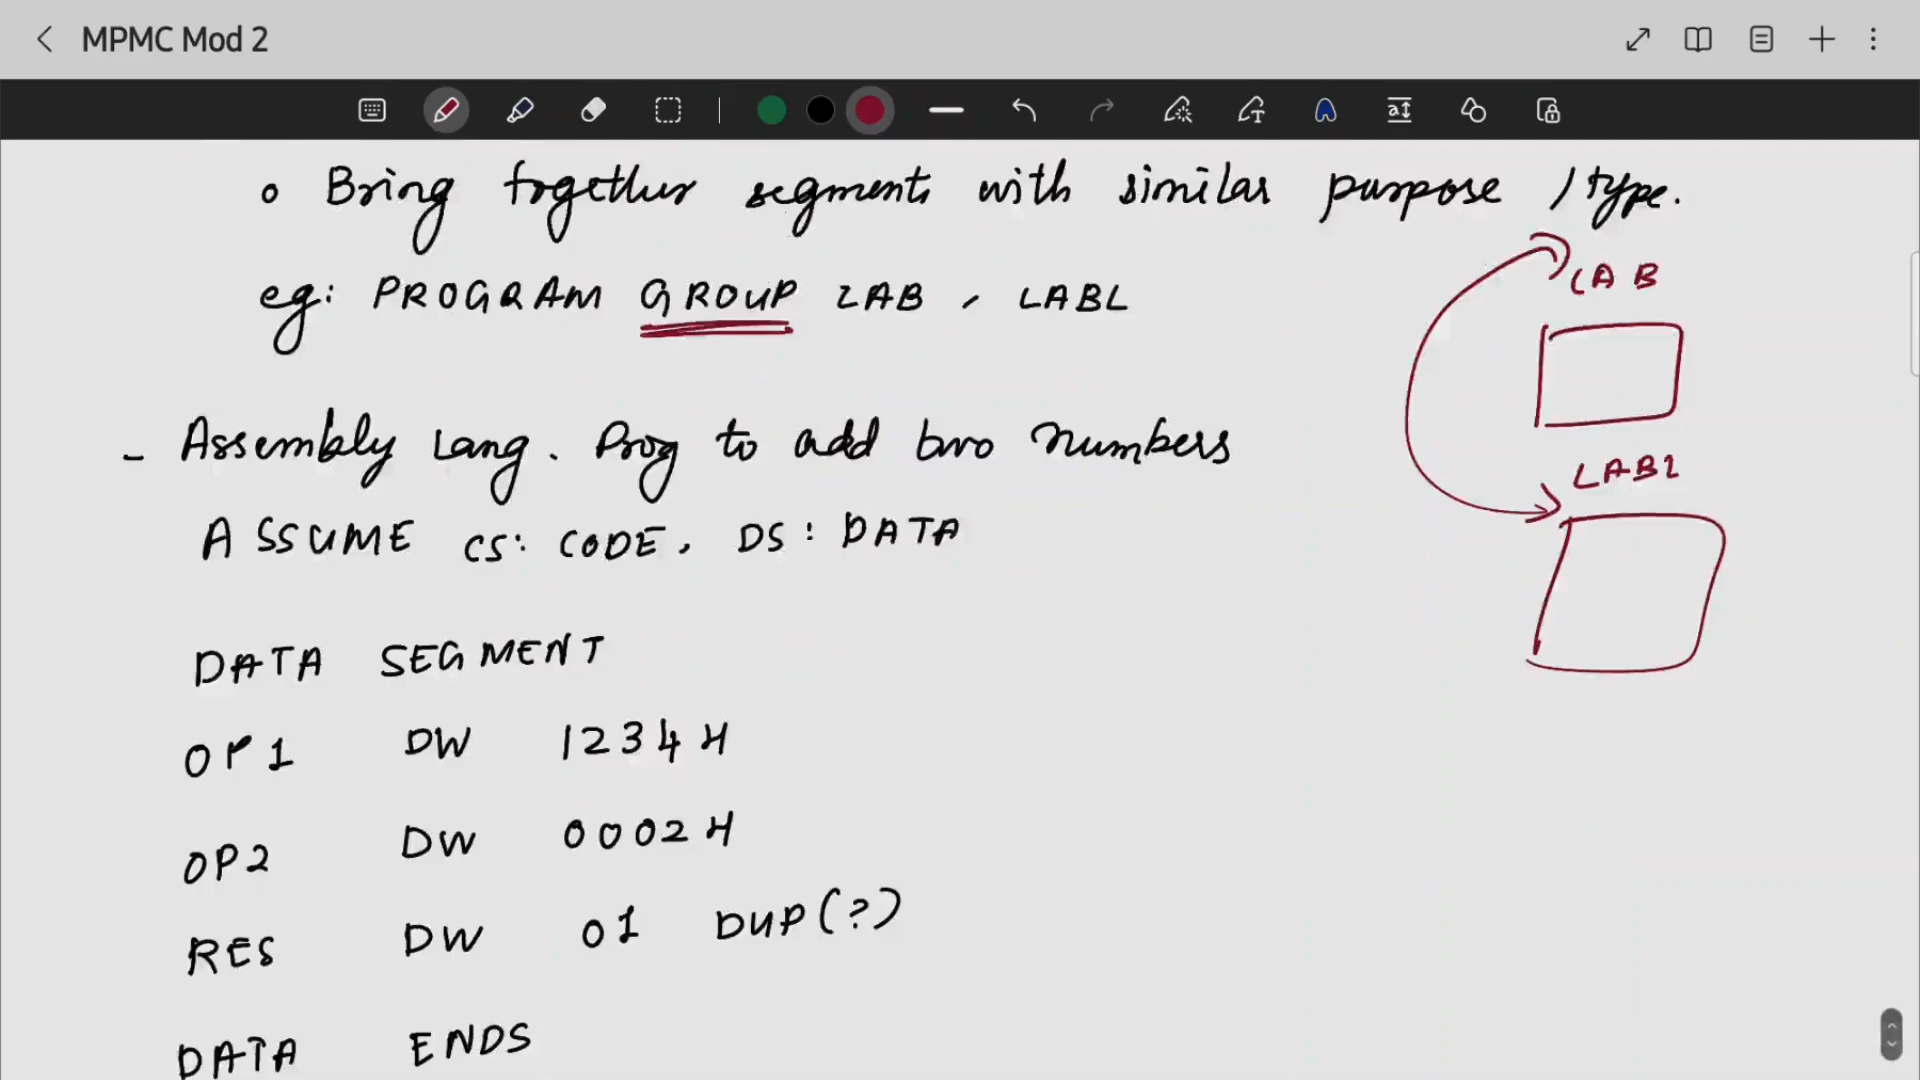 MPMC Mod 2
o Bring together segments with similar purpose / type.
eg: PROGRAM GROUP LAB , LABL
LAB
LAB1
- Assembly Lang. Prog to add two numbers
ASSUME CS: CODE, DS: DATA
DATA SEGMENT
OP1 DW 1234H
OP2 DW 0002H
RES DW 01 DUP(?)
DATA ENDS